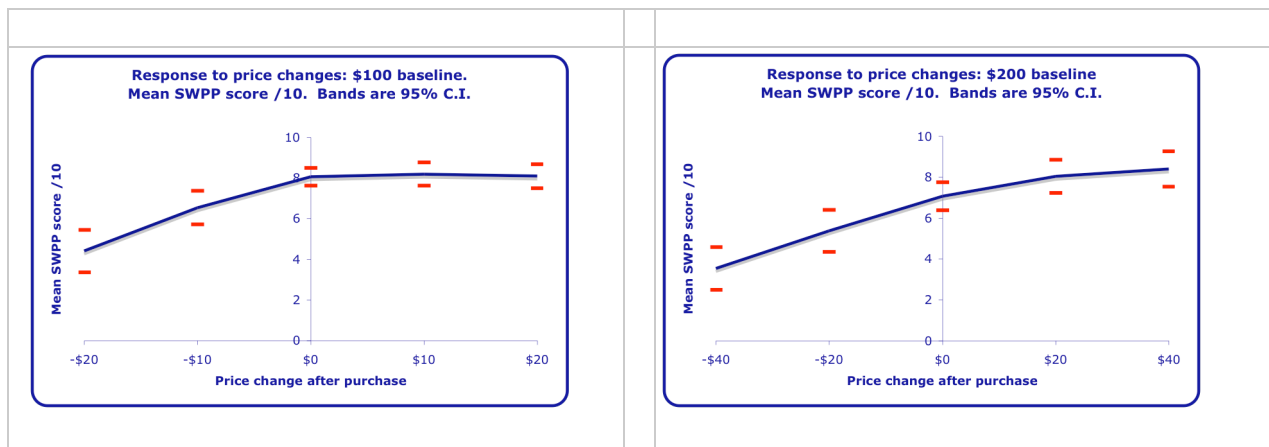 Response to price changes: $100 baseline.
Mean SWPP score /10.  Bands are 95% C.I.
Mean SWPP score /10
10
8
6
4
2
0
-$20 -$10 $0 $10 $20
Price change after purchase
Response to price changes: $200 baseline
Mean SWPP score /10.  Bands are 95% C.I.
Mean SWPP score /10
10
8
6
4
2
0
-$40 -$20 $0 $20 $40
Price change after purchase